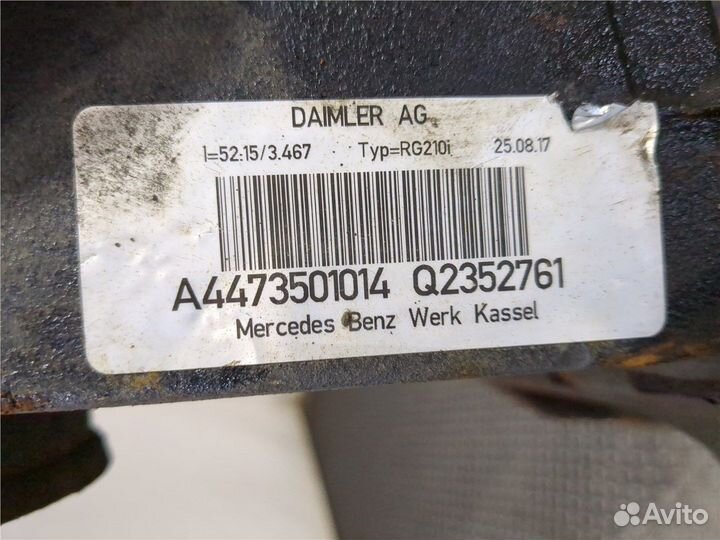 DAIMLER AG
I=52:15/3.467 Typ=RG210i 25.08.17
A4473501014 Q2352761
Mercedes Benz Werk Kassel
Avito